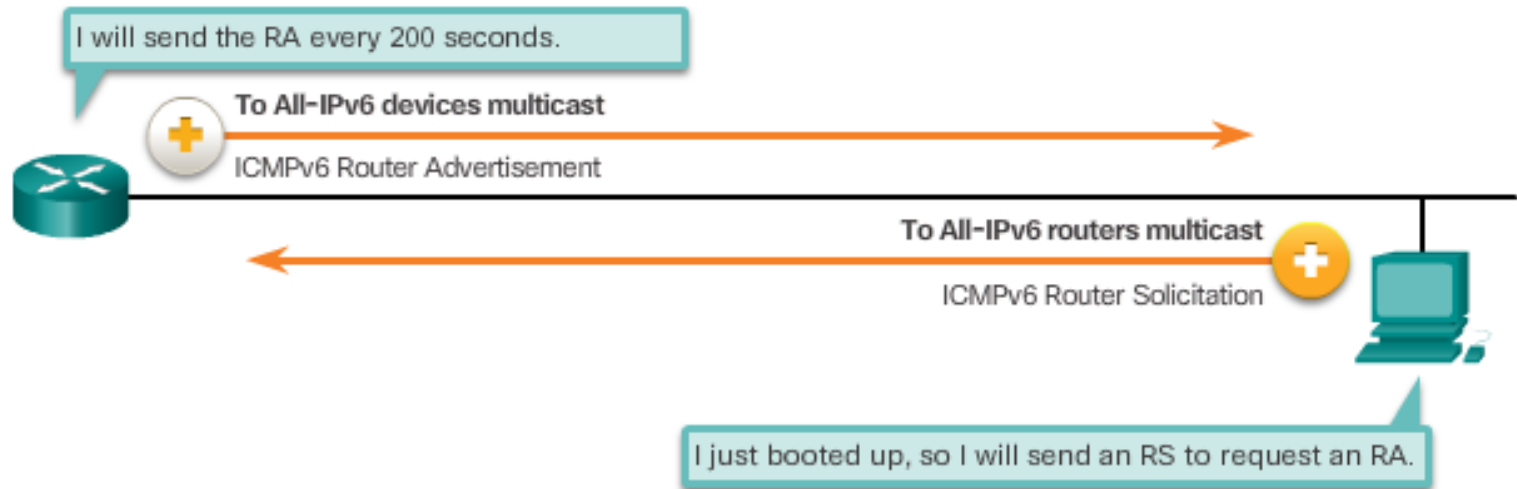 I will send the RA every 200 seconds.
To All-IPv6 devices multicast
ICMPv6 Router Advertisement
To All-IPv6 routers multicast
ICMPv6 Router Solicitation
I just booted up, so I will send an RS to request an RA.